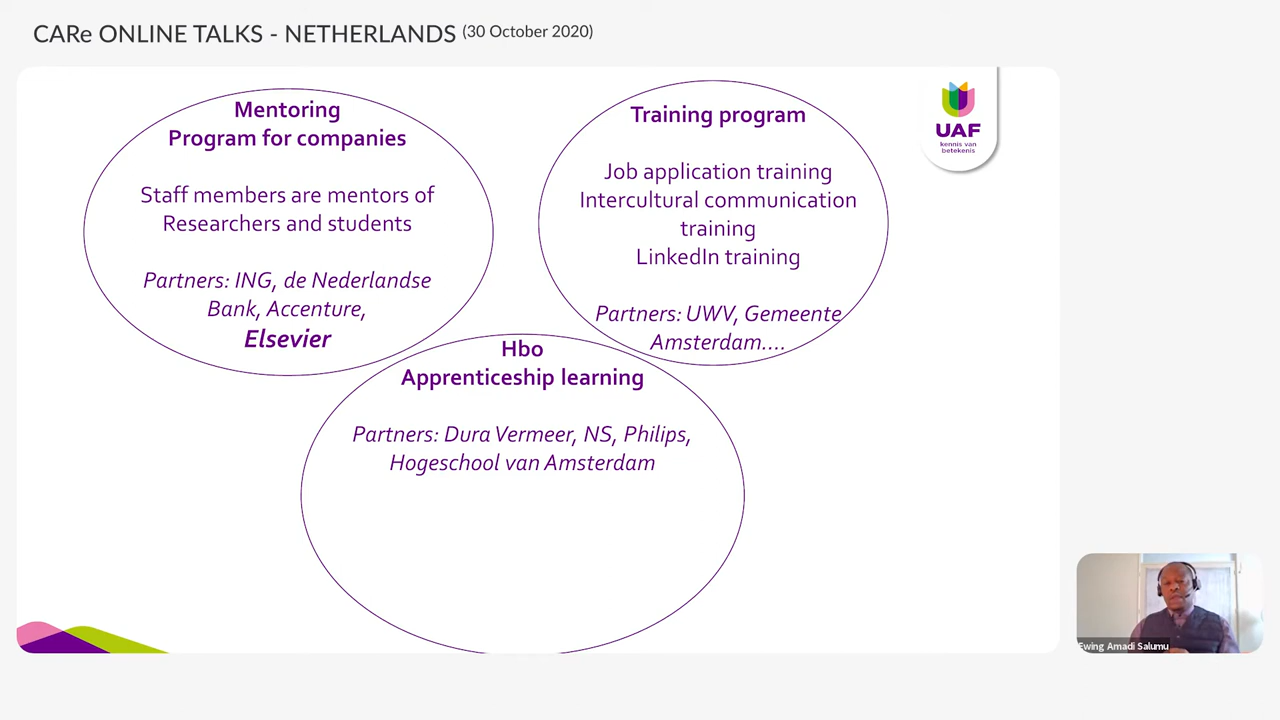 CARe ONLINE TALKS - NETHERLANDS (30 October 2020)
Mentoring
Program for companies
Staff members are mentors of
Researchers and students
Partners: ING, de Nederlandse
Bank, Accenture,
Elsevier
Training program
Job application training
Intercultural communication
training
LinkedIn training
Partners: UWV, Gemeente
Amsterdam....
UAF
kennis van
betekenis
Hbo
Apprenticeship learning
Partners: Dura Vermeer, NS, Philips,
Hogeschool van Amsterdam
Ewing Amadi Salumu